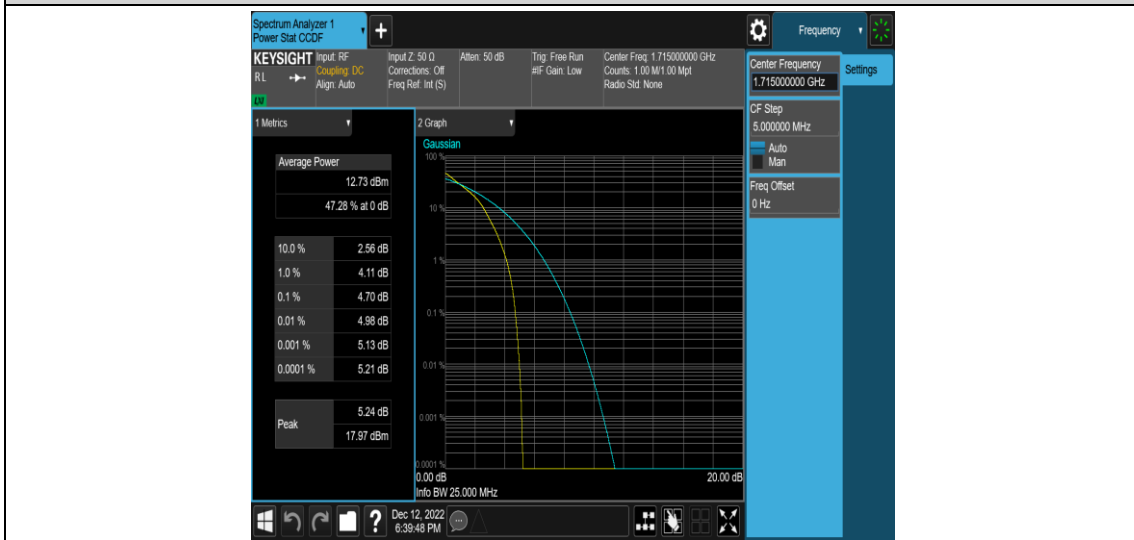 Spectrum Analyzer 1
Power Stat CCDF
+
Frequency
KEYSIGHT
RL
LXI
Input: RF
Coupling: DC
Align: Auto
Input Z: 50 Ω
Corrections: Off
Freq Ref: Int (S)
Atten: 50 dB
Trig: Free Run
#IF Gain: Low
Center Freq: 1.715000000 GHz
Counts: 1.00 M/1.00 Mpt
Radio Std: None
Center Frequency
1.715000000 GHz
Settings
CF Step
5.000000 MHz
Auto
Man
Freq Offset
0 Hz
1 Metrics
Average Power
12.73 dBm
47.28 % at 0 dB
10.0 % 2.56 dB
1.0 % 4.11 dB
0.1 % 4.70 dB
0.01 % 4.98 dB
0.001 % 5.13 dB
0.0001 % 5.21 dB
Peak
5.24 dB
17.97 dBm
2 Graph
Gaussian
100 %
10 %
1 %
0.1 %
0.01 %
0.001 %
0.0001 %
0.00 dB 20.00 dB
Info BW 25.000 MHz
?
Dec 12, 2022
6:39:48 PM